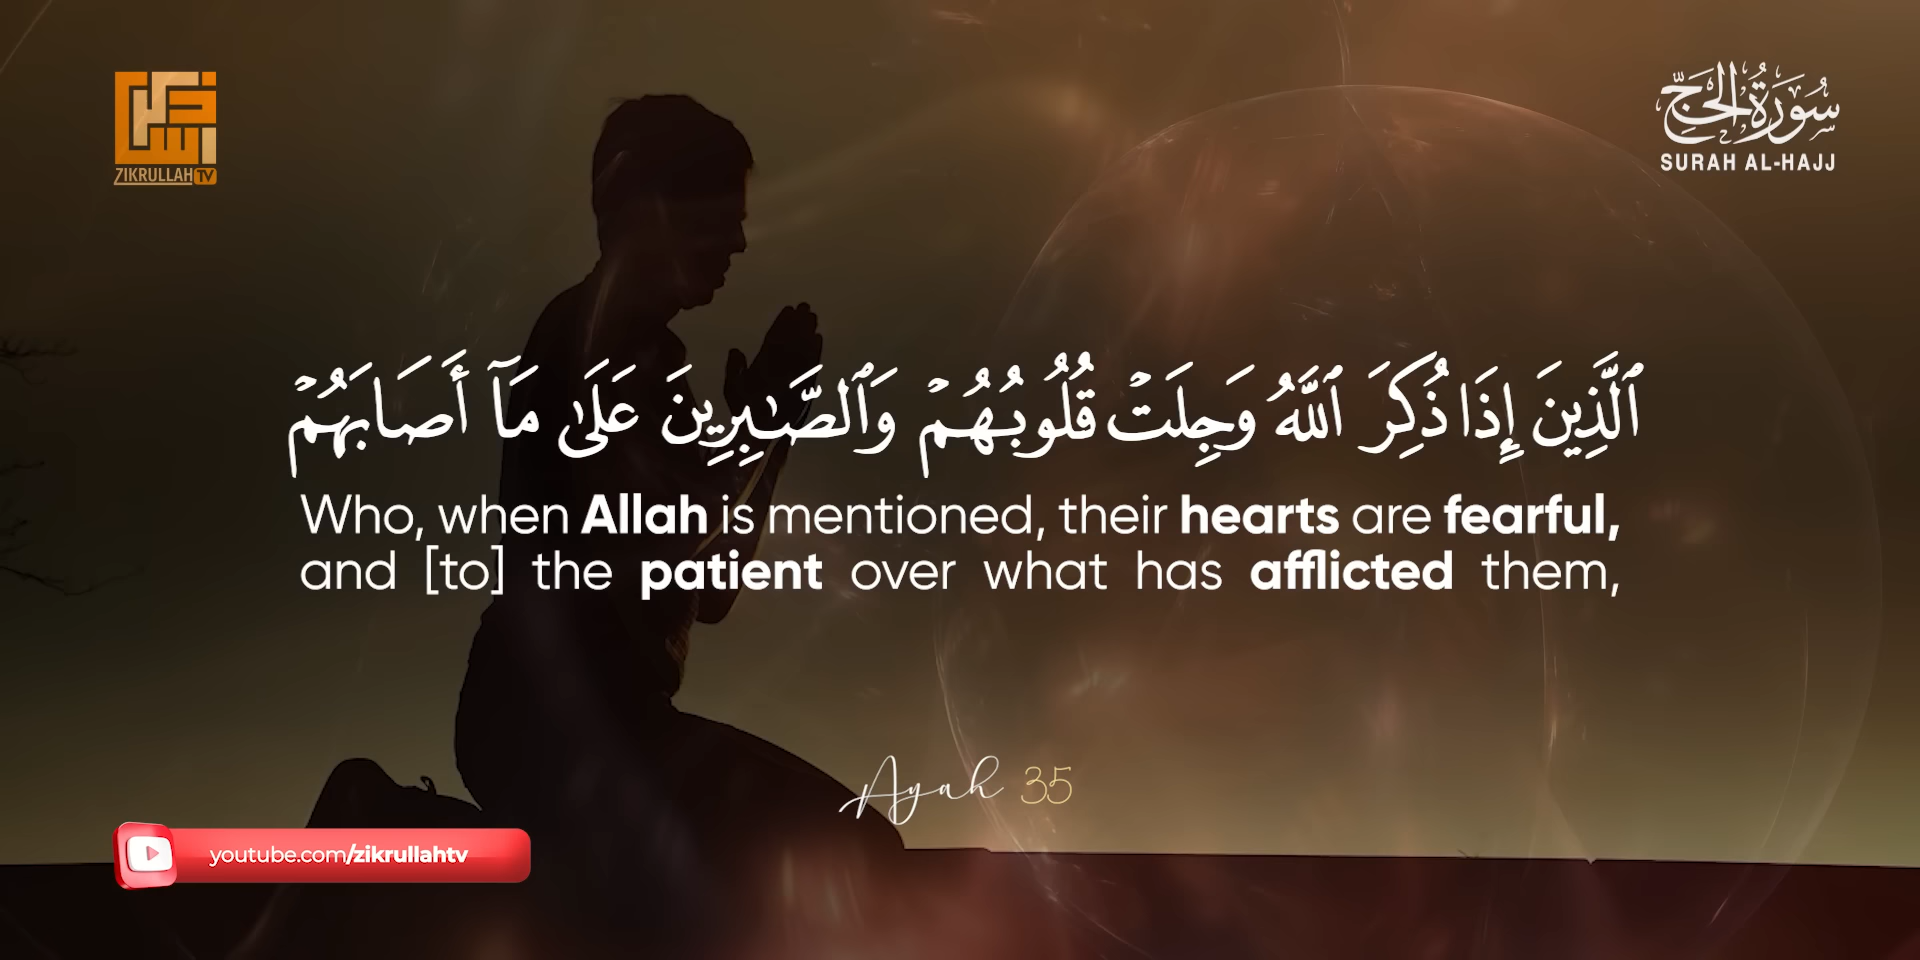 ZIKRULLAH TV
سُورَةُ الحَجِّ
SURAH AL-HAJJ
ٱلَّذِينَ إِذَا ذُكِرَ ٱللَّهُ وَجِلَتْ قُلُوبُهُمْ وَٱلصَّـٰبِرِينَ عَلَىٰ مَآ أَصَابَهُمْ
Who, when Allah is mentioned, their hearts are fearful,
and [to] the patient over what has afflicted them,
Ayah 35
youtube.com/zikrullahtv